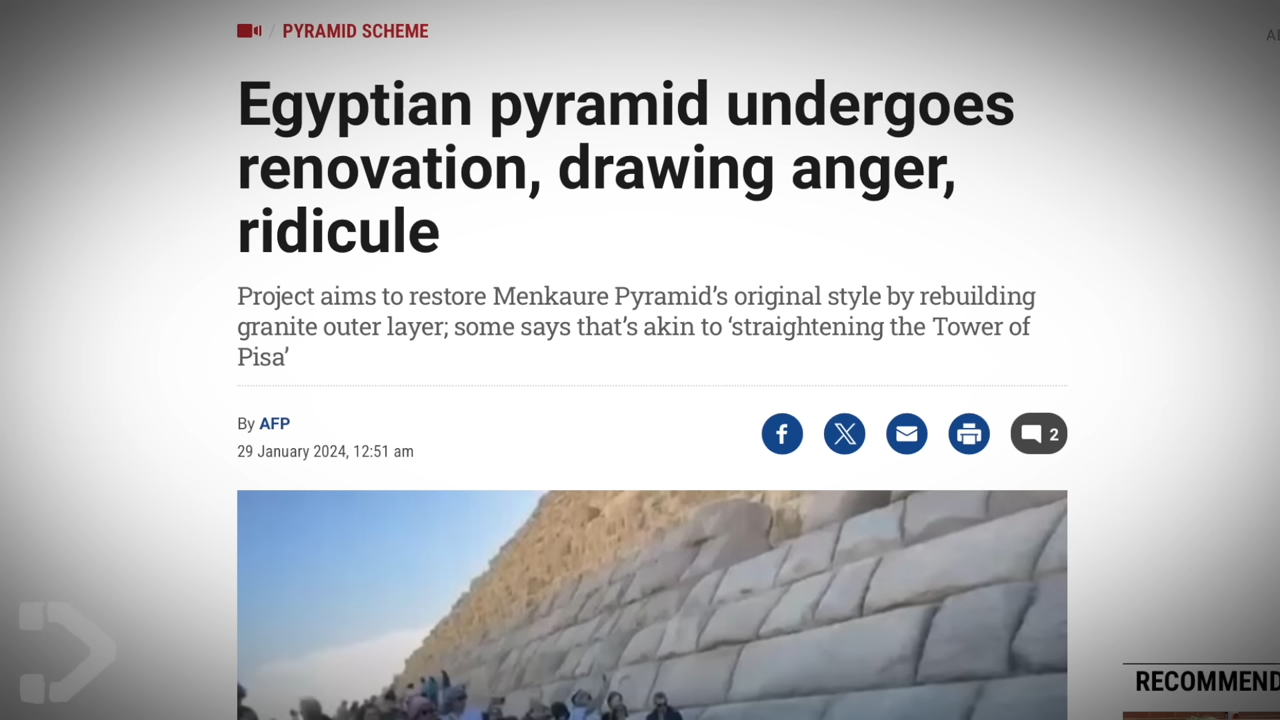 / PYRAMID SCHEME
Egyptian pyramid undergoes
renovation, drawing anger,
ridicule
Project aims to restore Menkaure Pyramid’s original style by rebuilding
granite outer layer; some says that’s akin to ‘straightening the Tower of
Pisa’
By AFP
29 January 2024, 12:51 am
2
RECOMMEND